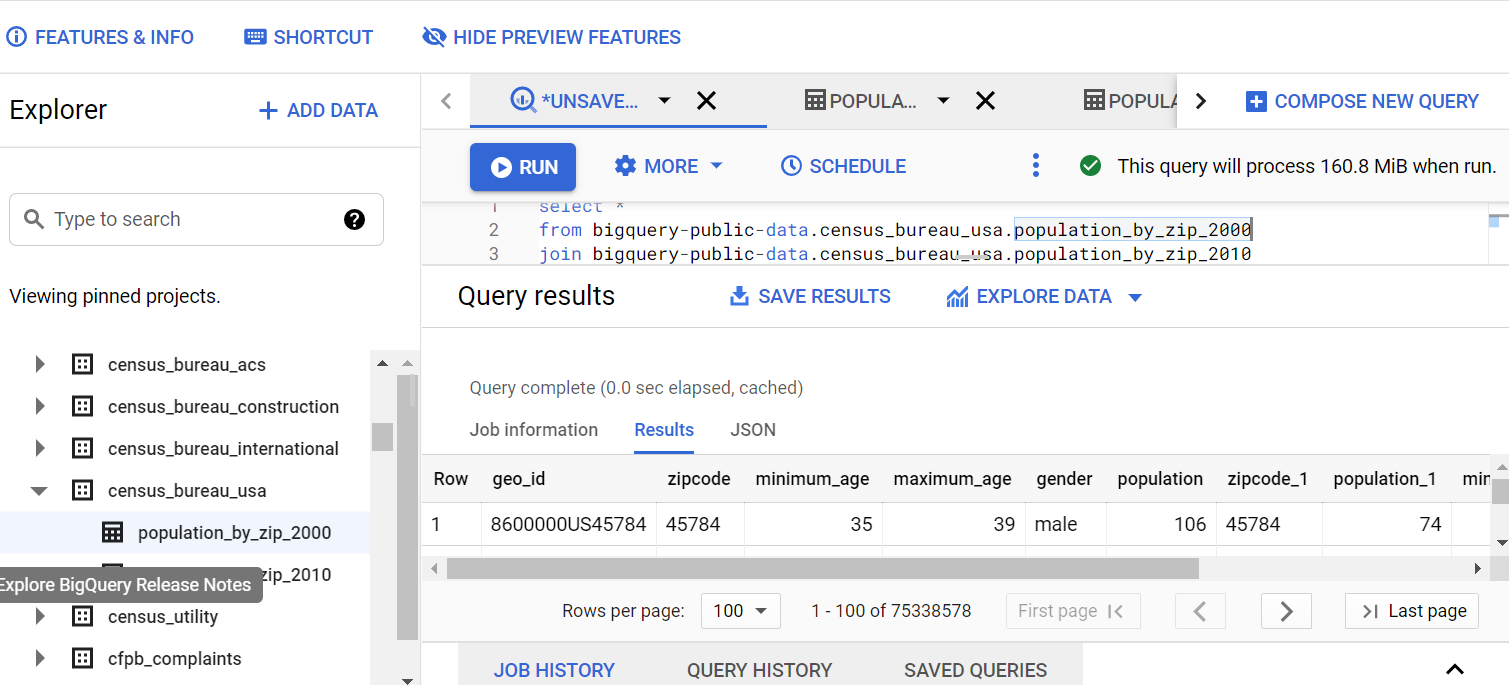 FEATURES & INFO SHORTCUT HIDE PREVIEW FEATURES
Explorer + ADD DATA
*UNSAVE... POPULA... POPULA COMPOSE NEW QUERY
RUN MORE SCHEDULE This query will process 160.8 MiB when run.
Type to search
Viewing pinned projects.
census_bureau_acs
census_bureau_construction
census_bureau_international
census_bureau_usa
population_by_zip_2000
zip_2010
Explore BigQuery Release Notes
census_utility
cfpb_complaints
1 select *
2 from bigquery-public-data.census_bureau_usa.population_by_zip_2000
3 join bigquery-public-data.census_bureau_usa.population_by_zip_2010
Query results SAVE RESULTS EXPLORE DATA
Query complete (0.0 sec elapsed, cached)
Job information Results JSON
Row geo_id zipcode minimum_age maximum_age gender population zipcode_1 population_1 min
1 8600000US45784 45784 35 39 male 106 45784 74
Rows per page: 100 1 - 100 of 75338578 First page Last page
JOB HISTORY QUERY HISTORY SAVED QUERIES